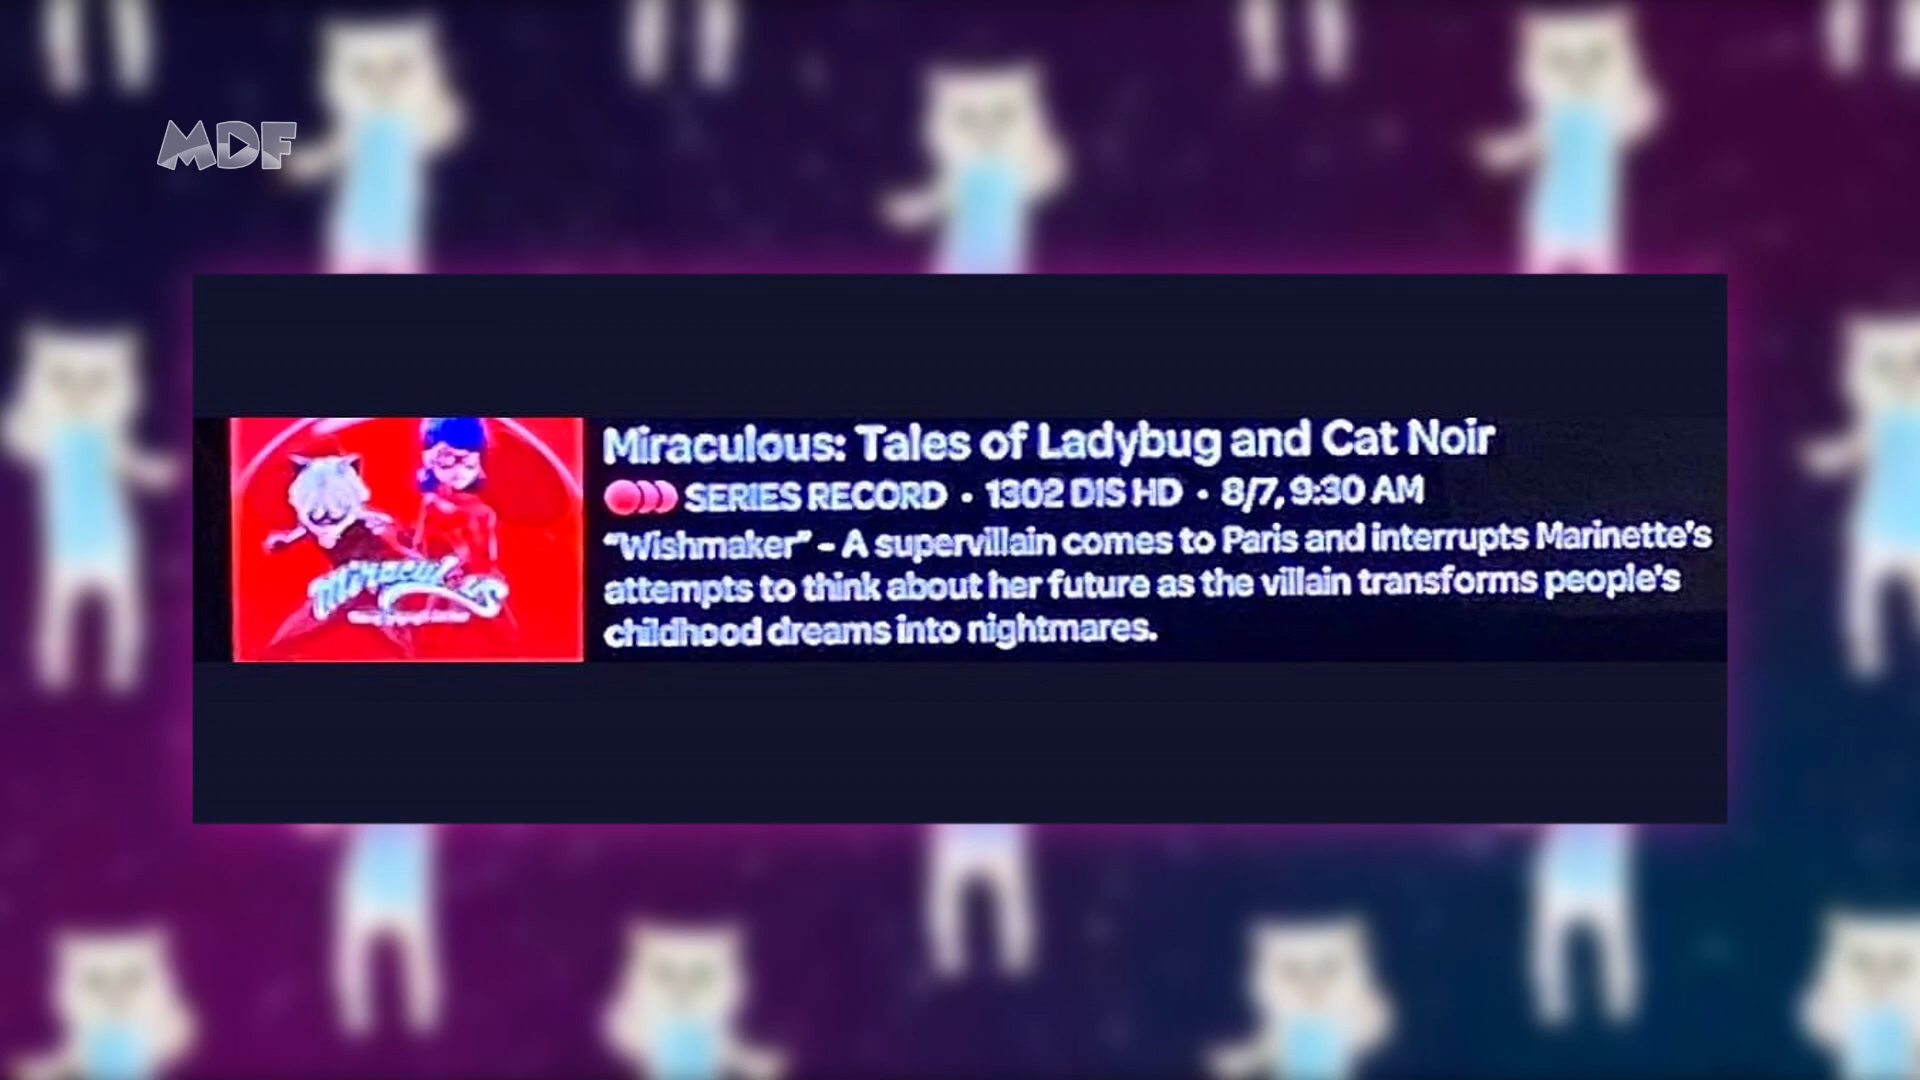 MDF
Miraculous: Tales of Ladybug and Cat Noir
SERIES RECORD • 1302 DIS HD • 8/7, 9:30 AM
“Wishmaker” – A supervillain comes to Paris and interrupts Marinette's
attempts to think about her future as the villain transforms people's
childhood dreams into nightmares.
Miraculous